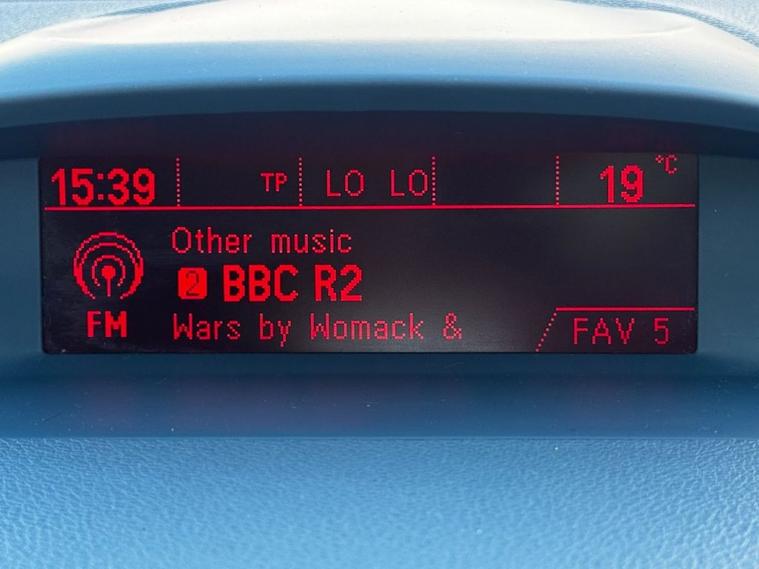 15:39 TP LO LO 19 °C
Other music
2 BBC R2
FM Wars by Womack & FAV 5